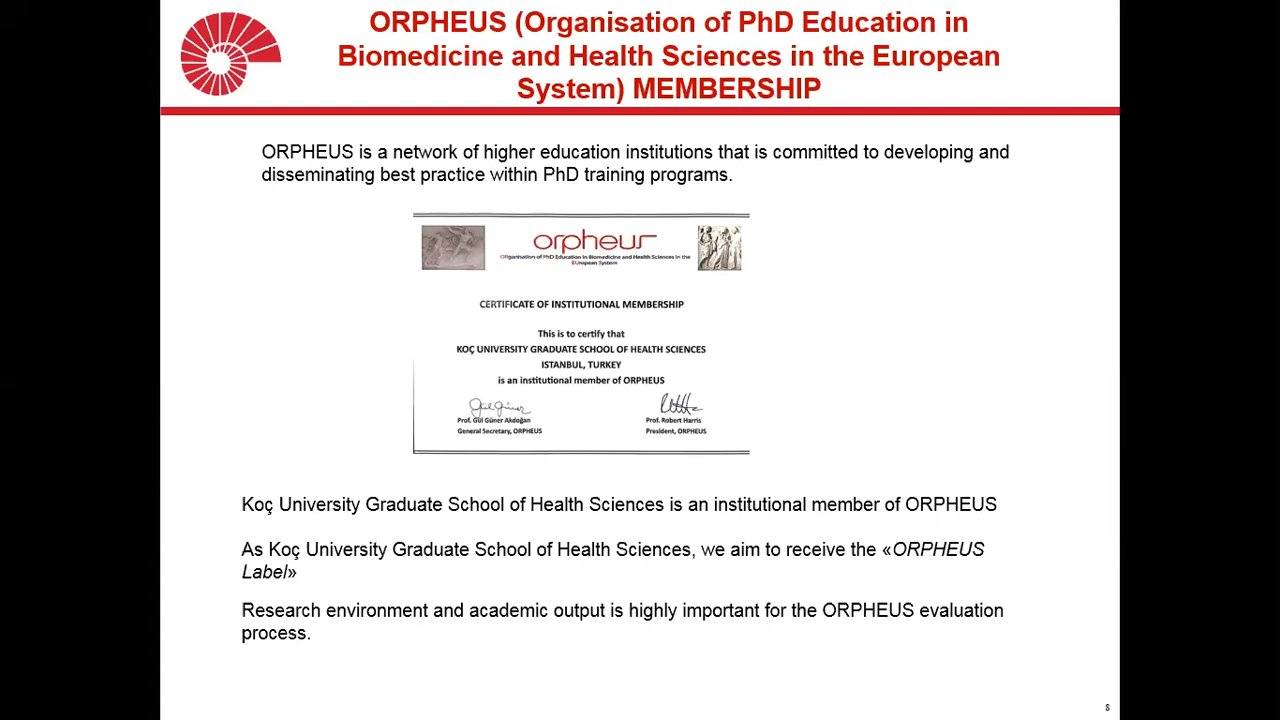 ORPHEUS (Organisation of PhD Education in
Biomedicine and Health Sciences in the European
System) MEMBERSHIP
ORPHEUS is a network of higher education institutions that is committed to developing and
disseminating best practice within PhD training programs.
orpheus
ORganisation of PhD Education in Biomedicine and Health Sciences in the
EUropean System
CERTIFICATE OF INSTITUTIONAL MEMBERSHIP
This is to certify that
KOÇ UNIVERSITY GRADUATE SCHOOL OF HEALTH SCIENCES
ISTANBUL, TURKEY
is an institutional member of ORPHEUS
Prof. Gül Güner Akdoğan
General Secretary, ORPHEUS
Prof. Robert Harris
President, ORPHEUS
Koç University Graduate School of Health Sciences is an institutional member of ORPHEUS
As Koç University Graduate School of Health Sciences, we aim to receive the «ORPHEUS
Label»
Research environment and academic output is highly important for the ORPHEUS evaluation
process.
8